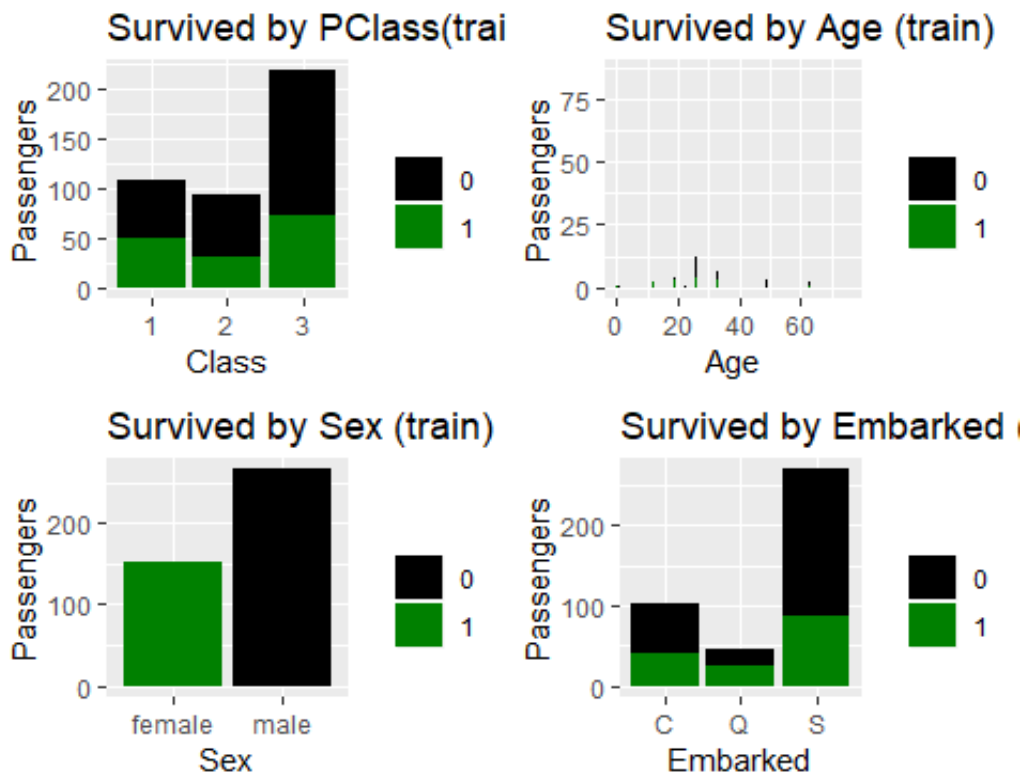 Survived by PClass(trai
Passengers
200
150
100
50
0
1
2
3
Class
0
1
Survived by Age (train)
Passengers
75
50
25
0
0
20
40
60
Age
0
1
Survived by Sex (train)
Passengers
200
100
0
female
male
Sex
0
1
Survived by Embarked (
Passengers
200
100
0
C
Q
S
Embarked
0
1